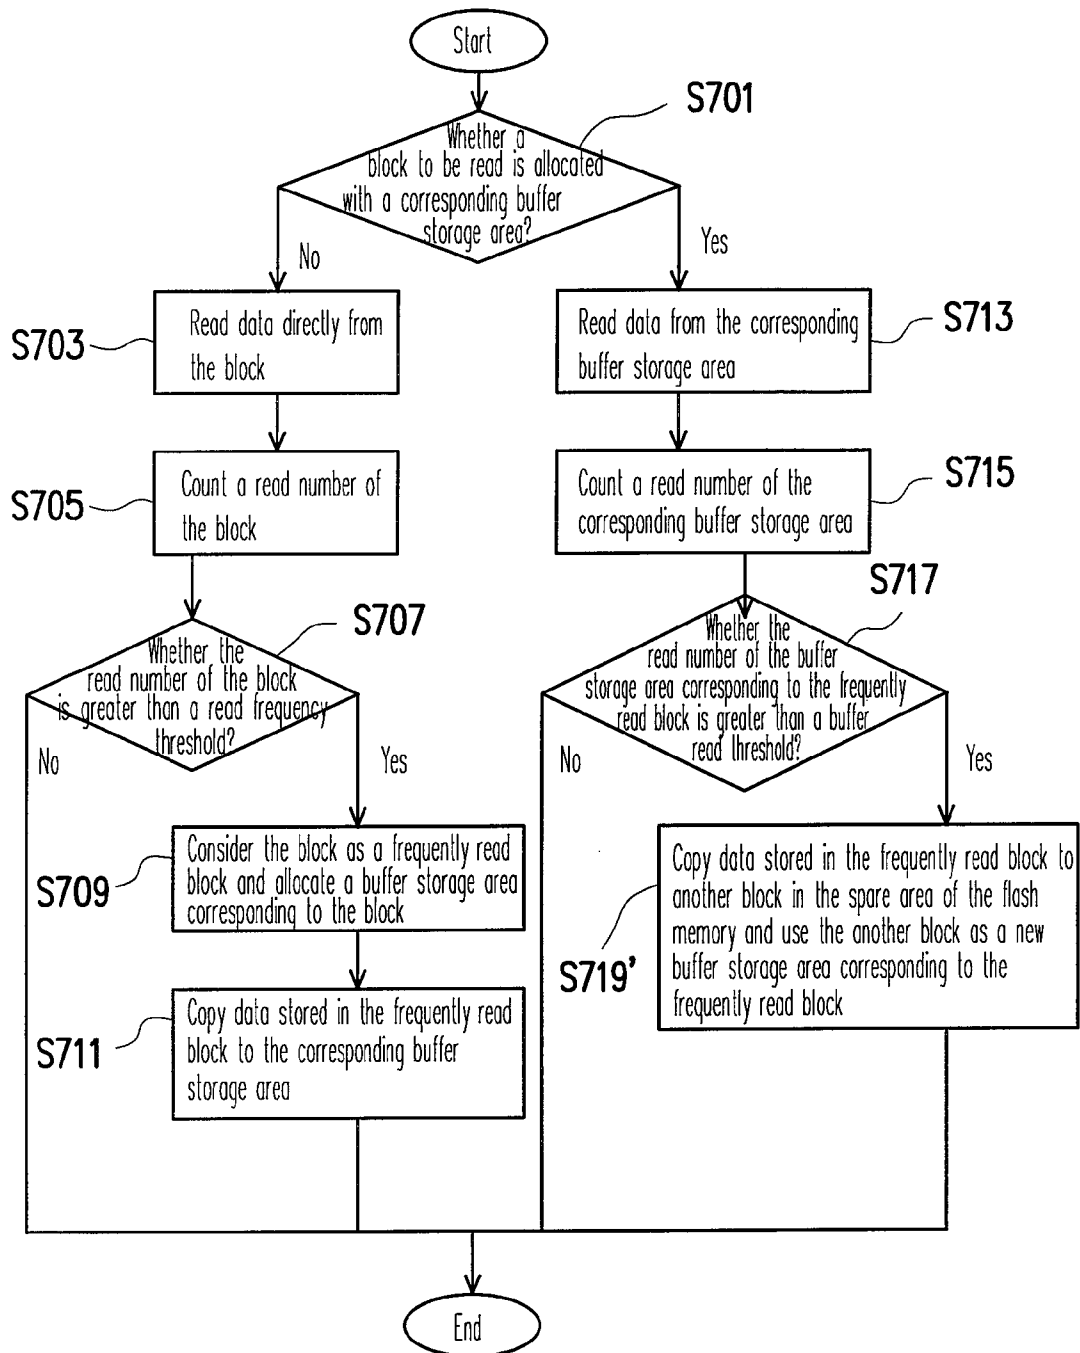 Start
S701
Whether a
block to be read is allocated
with a corresponding buffer
storage area?
No
Yes
S703
Read data directly from
the block
Read data from the corresponding
buffer storage area
S713
S705
Count a read number of
the block
Count a read number of the
corresponding buffer storage area
S715
S707
Whether the
read number of the block
is greater than a read frequency
threshold?
No
Yes
S717
Whether the
read number of the buffer
storage area corresponding to the frequently
read block is greater than a buffer
read threshold?
No
Yes
S709
Consider the block as a frequently read
block and allocate a buffer storage area
corresponding to the block
S711
Copy data stored in the frequently read
block to the corresponding buffer
storage area
S719'
Copy data stored in the frequently read block to
another block in the spare area of the flash
memory and use the another block as a new
buffer storage area corresponding to the
frequently read block
End